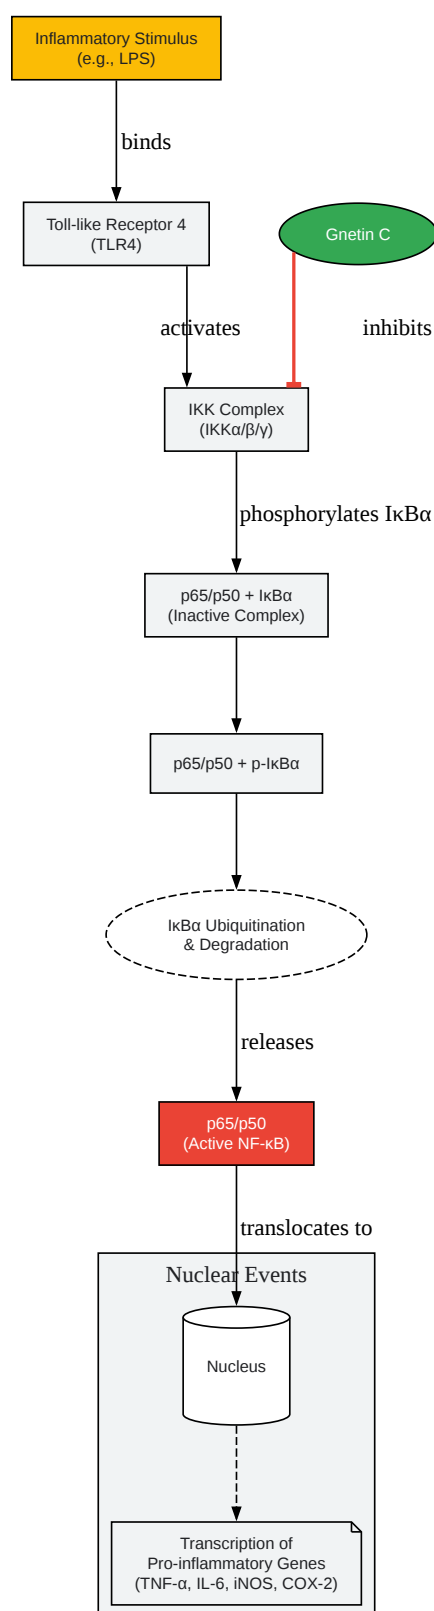 Inflammatory Stimulus
(e.g., LPS)
binds
Toll-like Receptor 4
(TLR4)
Gnetin C
activates
inhibits
IKK Complex
(IKKα/β/γ)
phosphorylates IκBα
p65/p50 + IκBα
(Inactive Complex)
p65/p50 + p-IκBα
IκBα Ubiquitination
& Degradation
releases
p65/p50
(Active NF-κB)
translocates to
Nuclear Events
Nucleus
Transcription of
Pro-inflammatory Genes
(TNF-α, IL-6, iNOS, COX-2)